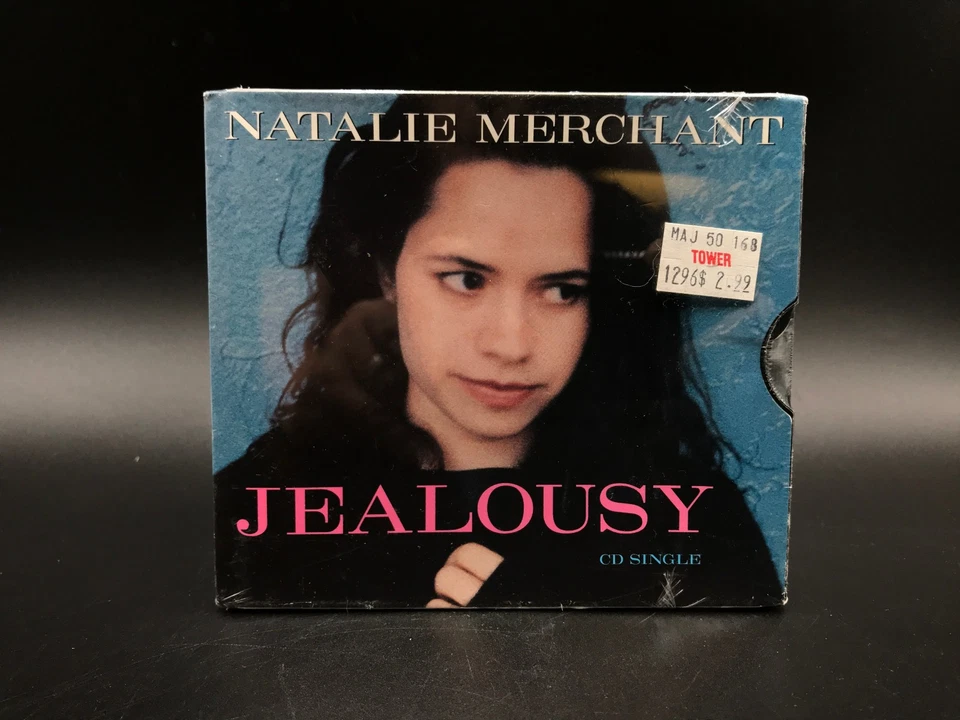 NATALIE MERCHANT
MAJ 50 168
TOWER
1296$ 2.99
JEALOUSY
CD SINGLE